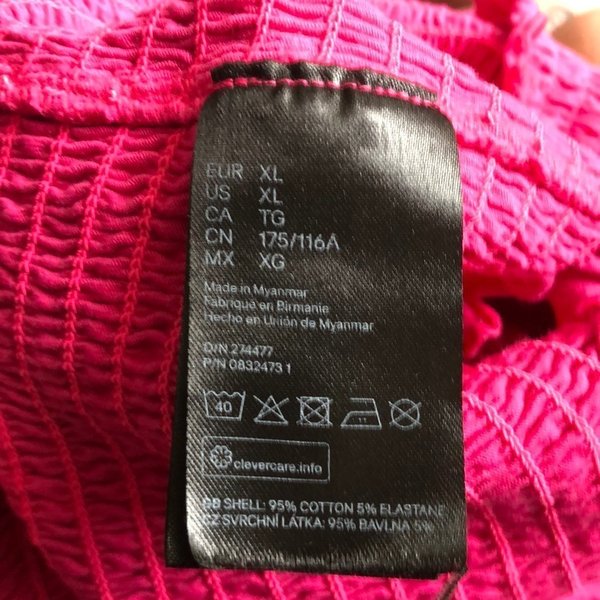 EUR XL
US XL
CA TG
CN 175/116A
MX XG
Made in Myanmar
Fabriqué en Birmanie
Hecho en Unión de Myanmar
DIN 274477
P/N 0832473 1
40
clevercare.info
GB SHELL: 95% COTTON 5% ELASTANE
CZ SVRCHNÍ LÁTKA: 95% BAVLNA 5%